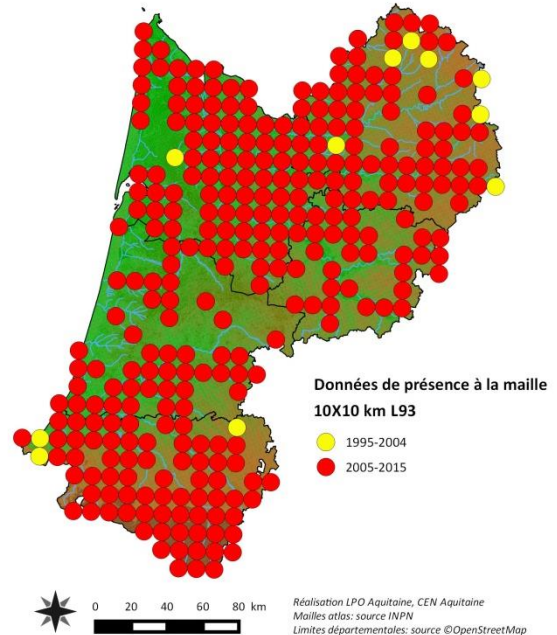 Données de présence à la maille
10X10 km L93
1995-2004
2005-2015
0 20 40 60 80 km
Réalisation LPO Aquitaine, CEN Aquitaine
Mailles atlas: source INPN
Limites départementales: source ©OpenStreetMap